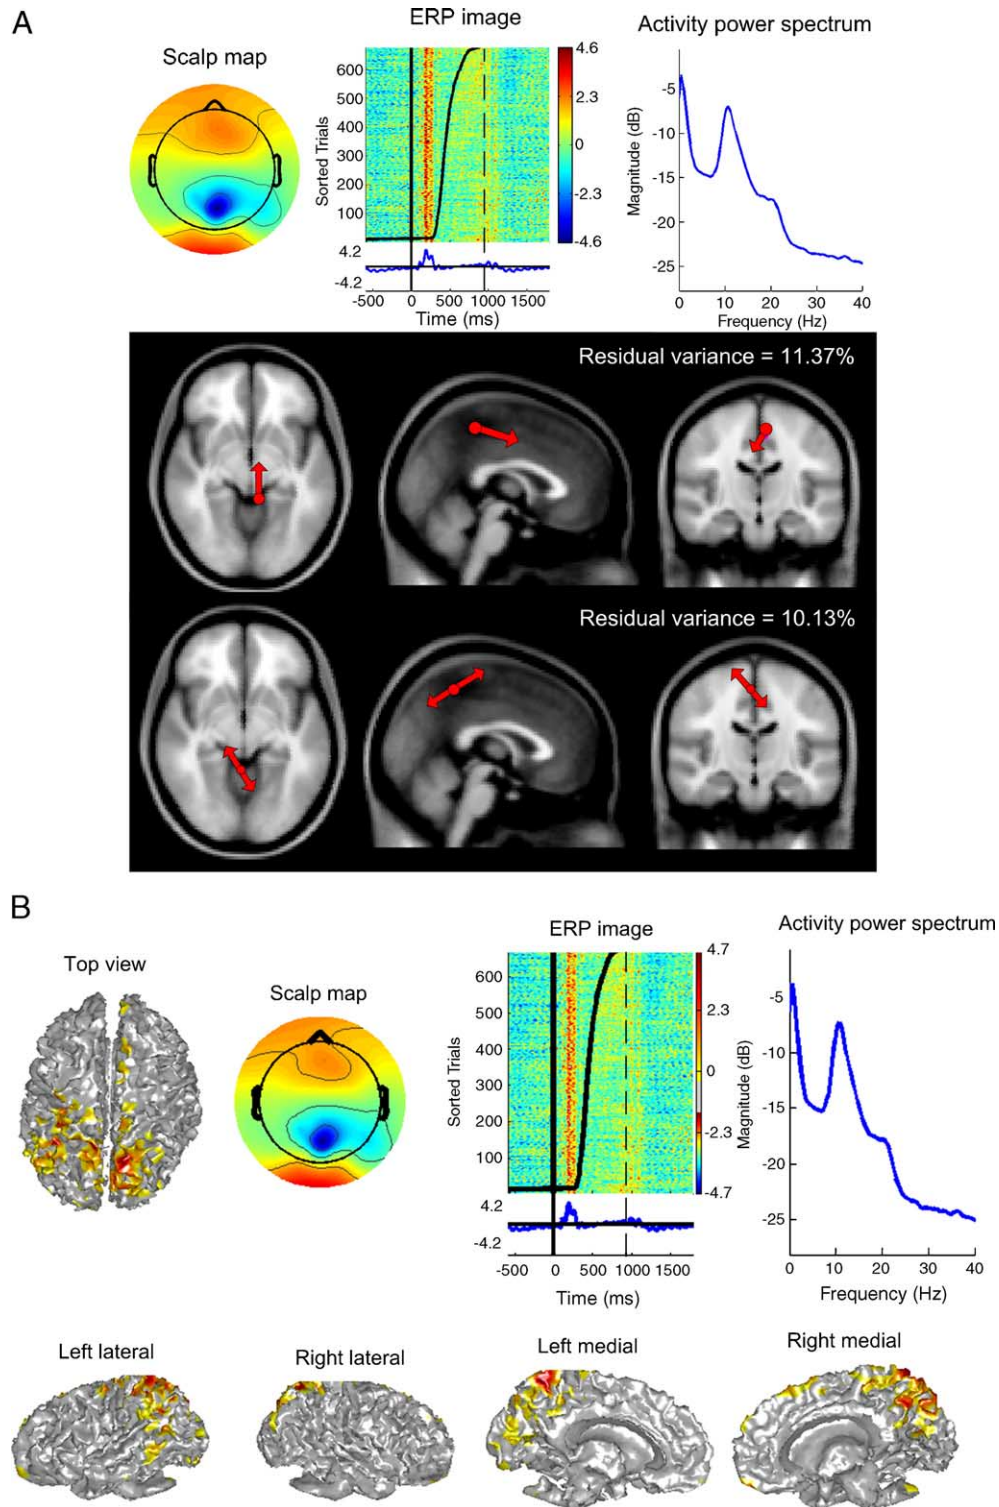 A
ERP image
Activity power spectrum
Scalp map
600
500
400
300
200
100
Sorted Trials
4.6
2.3
0
-2.3
-4.6
4.2
-4.2
-500
0
500
1000
1500
Time (ms)
-5
-10
-15
-20
-25
Magnitude (dB)
0
10
20
30
40
Frequency (Hz)
Residual variance = 11.37%
Residual variance = 10.13%
B
ERP image
Activity power spectrum
Top view
Scalp map
600
500
400
300
200
100
Sorted Trials
4.7
2.3
0
-2.3
-4.7
4.2
-4.2
-500
0
500
1000
1500
Time (ms)
-5
-10
-15
-20
-25
Magnitude (dB)
0
10
20
30
40
Frequency (Hz)
Left lateral
Right lateral
Left medial
Right medial